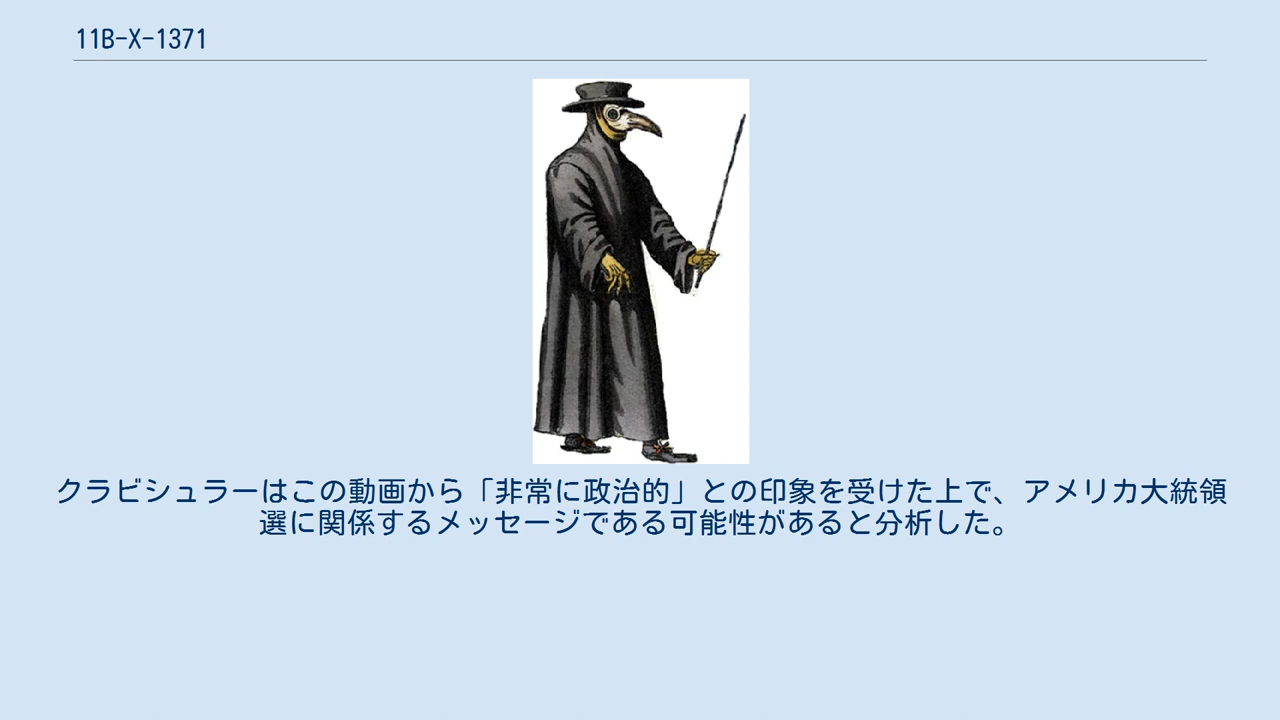 11B-X-1371
クラビシュラーはこの動画から「非常に政治的」との印象を受けた上で、アメリカ大統領
選に関係するメッセージである可能性があると分析した。